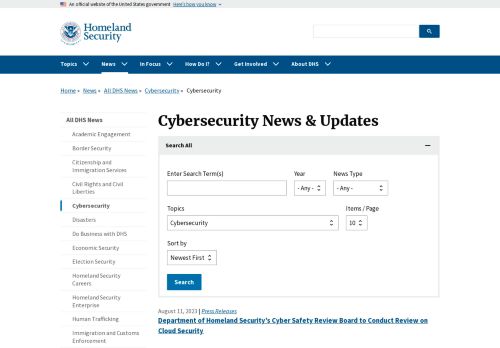 An official website of the United States government Here's how you know
Homeland
Security
Topics News In Focus How Do I? Get Involved About DHS
Home » News » All DHS News » Cybersecurity » Cybersecurity
All DHS News
Academic Engagement
Border Security
Citizenship and
Immigration Services
Civil Rights and Civil
Liberties
Cybersecurity
Disasters
Do Business with DHS
Economic Security
Election Security
Homeland Security
Careers
Homeland Security
Enterprise
Human Trafficking
Immigration and Customs
Enforcement
Cybersecurity News & Updates
Search All
Enter Search Term(s) Year News Type
- Any - - Any -
Topics Items / Page
Cybersecurity 10
Sort by
Newest First
Search
August 11, 2023 | Press Releases
Department of Homeland Security's Cyber Safety Review Board to Conduct Review on
Cloud Security